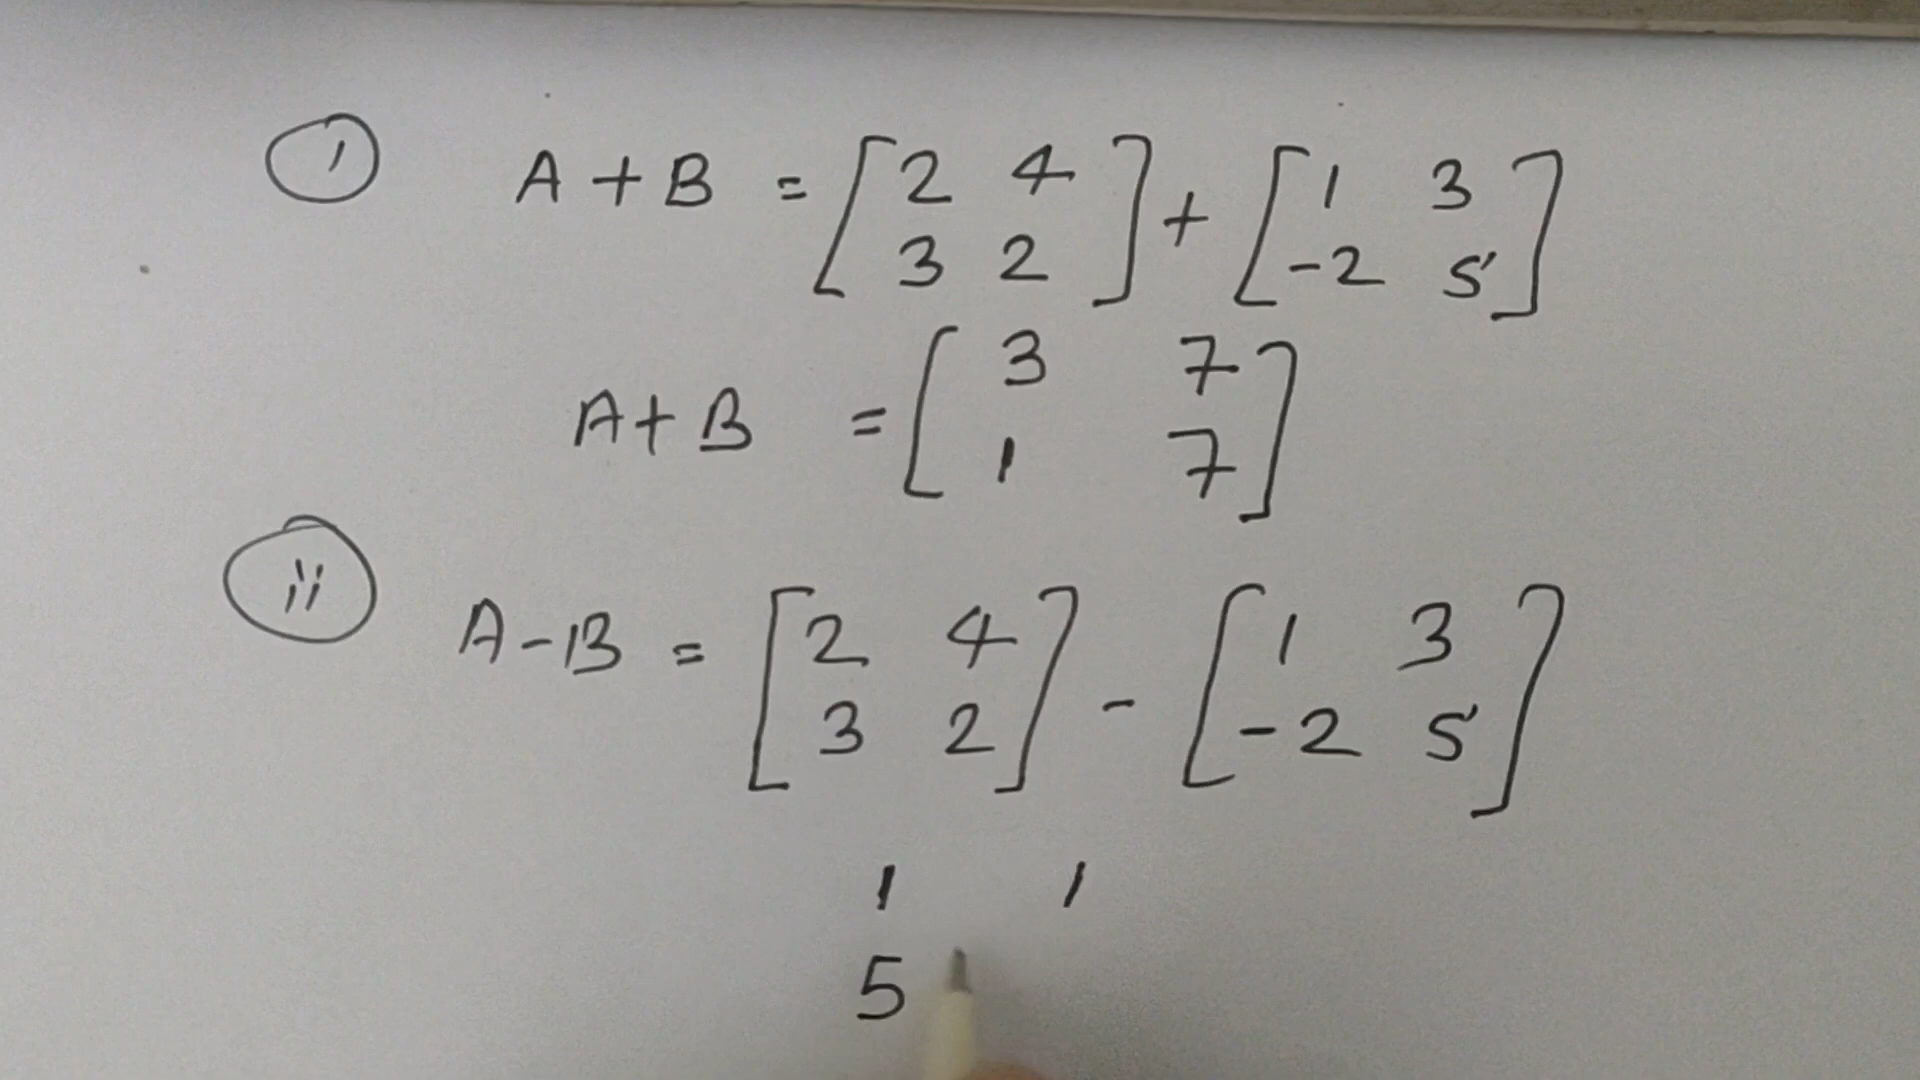 i A + B = [ 2 4 ] + [ 1 3 ]
3 2 -2 5
A + B = [ 3 7 ]
1 7
ii A - B = [ 2 4 ] - [ 1 3 ]
3 2 -2 5
1 1
5